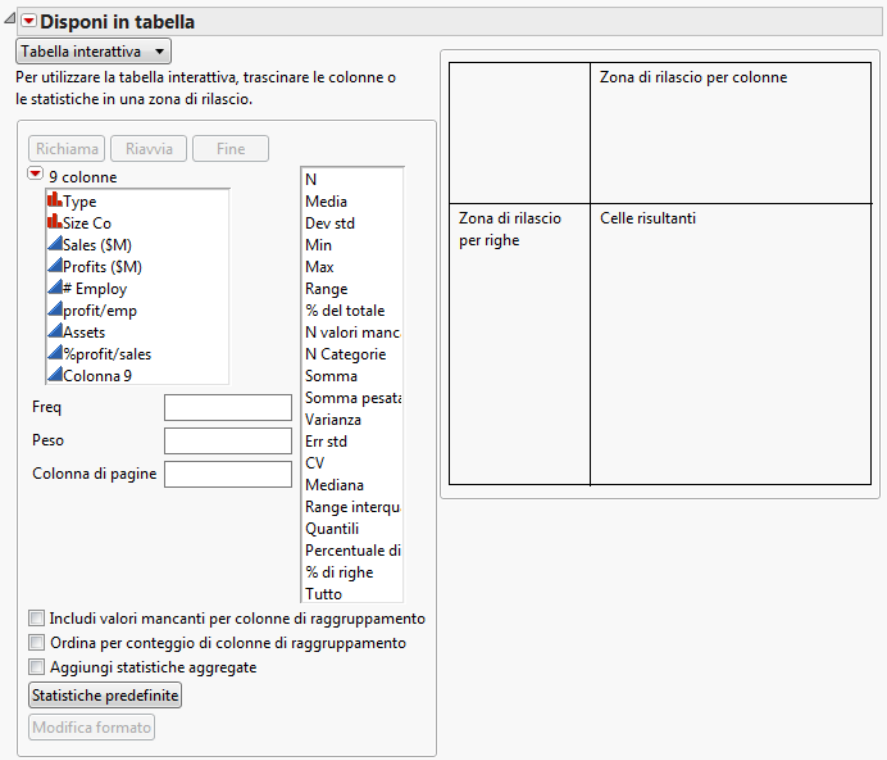 Disponi in tabella
Tabella interattiva
Per utilizzare la tabella interattiva, trascinare le colonne o
le statistiche in una zona di rilascio.
Richiama Riavvia Fine
9 colonne
Type
Size Co
Sales ($M)
Profits ($M)
# Employ
profit/emp
Assets
%profit/sales
Colonna 9
Freq
Peso
Colonna di pagine
N
Media
Dev std
Min
Max
Range
% del totale
N valori manc
N Categorie
Somma
Somma pesata
Varianza
Err std
CV
Mediana
Range interqu
Quantili
Percentuale di
% di righe
Tutto
Includi valori mancanti per colonne di raggruppamento
Ordina per conteggio di colonne di raggruppamento
Aggiungi statistiche aggregate
Statistiche predefinite
Modifica formato
Zona di rilascio per colonne
Zona di rilascio
per righe
Celle risultanti